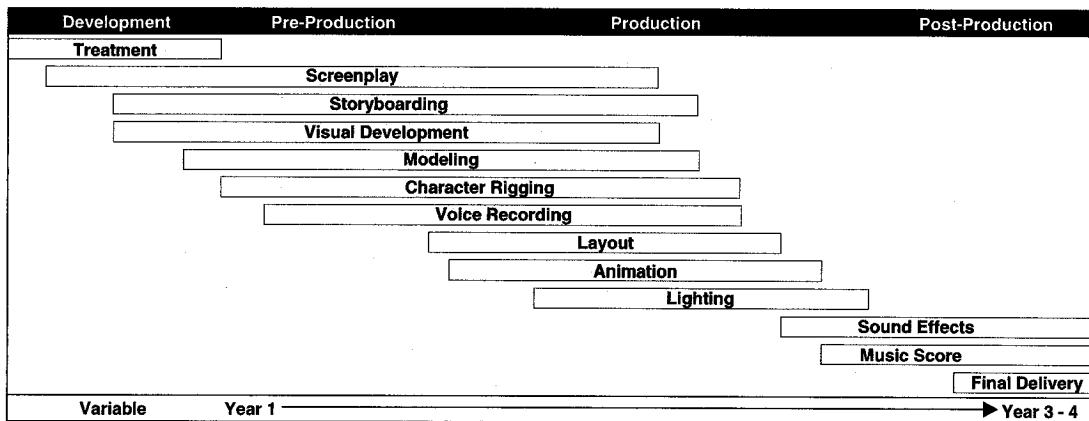 Development Pre-Production Production Post-Production
Treatment
Screenplay
Storyboarding
Visual Development
Modeling
Character Rigging
Voice Recording
Layout
Animation
Lighting
Sound Effects
Music Score
Final Delivery
Variable Year 1 Year 3 - 4